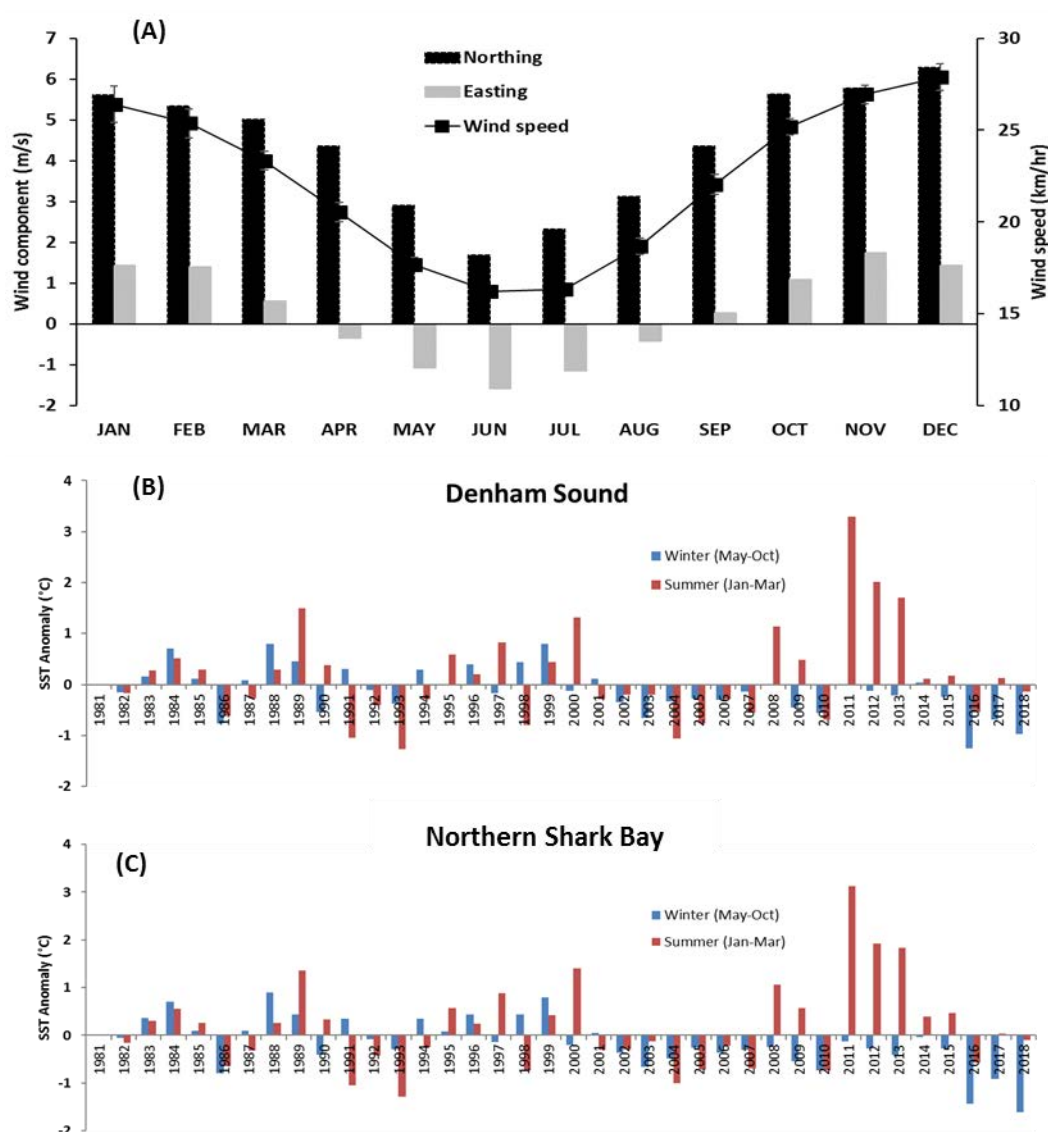 (A)
7 30
6
5 25
4
3 20
2
1
0 15
-1
-2 10
Northing
Easting
Wind speed
Wind component (m/s)
Wind speed (km/hr)
JAN FEB MAR APR MAY JUN JUL AUG SEP OCT NOV DEC
(B)
Denham Sound
4
3
2
1
0
-1
-2
SST Anomaly (°C)
Winter (May-Oct)
Summer (Jan-Mar)
1981 1982 1983 1984 1985 1986 1987 1988 1989 1990 1991 1992 1993 1994 1995 1996 1997 1998 1999 2000 2001 2002 2003 2004 2005 2006 2007 2008 2009 2010 2011 2012 2013 2014 2015 2016 2017 2018
Northern Shark Bay
(C)
4
3
2
1
0
-1
-2
SST Anomaly (°C)
Winter (May-Oct)
Summer (Jan-Mar)
1981 1982 1983 1984 1985 1986 1987 1988 1989 1990 1991 1992 1993 1994 1995 1996 1997 1998 1999 2000 2001 2002 2003 2004 2005 2006 2007 2008 2009 2010 2011 2012 2013 2014 2015 2016 2017 2018